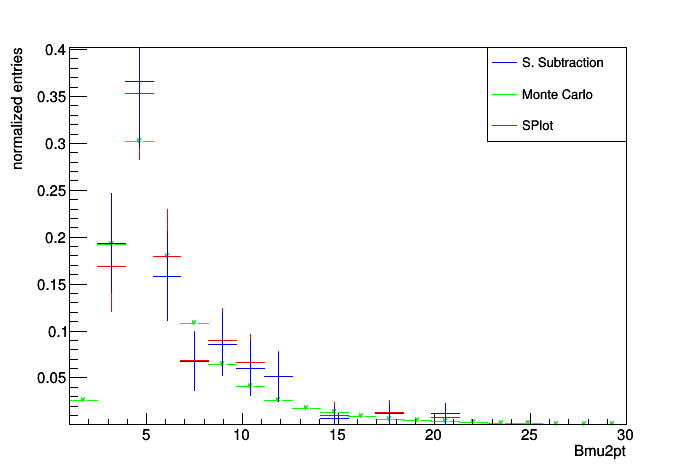 normalized entries
0.4
0.35
0.3
0.25
0.2
0.15
0.1
0.05
S. Subtraction
Monte Carlo
SPlot
5 10 15 20 25 30
Bmu2pt